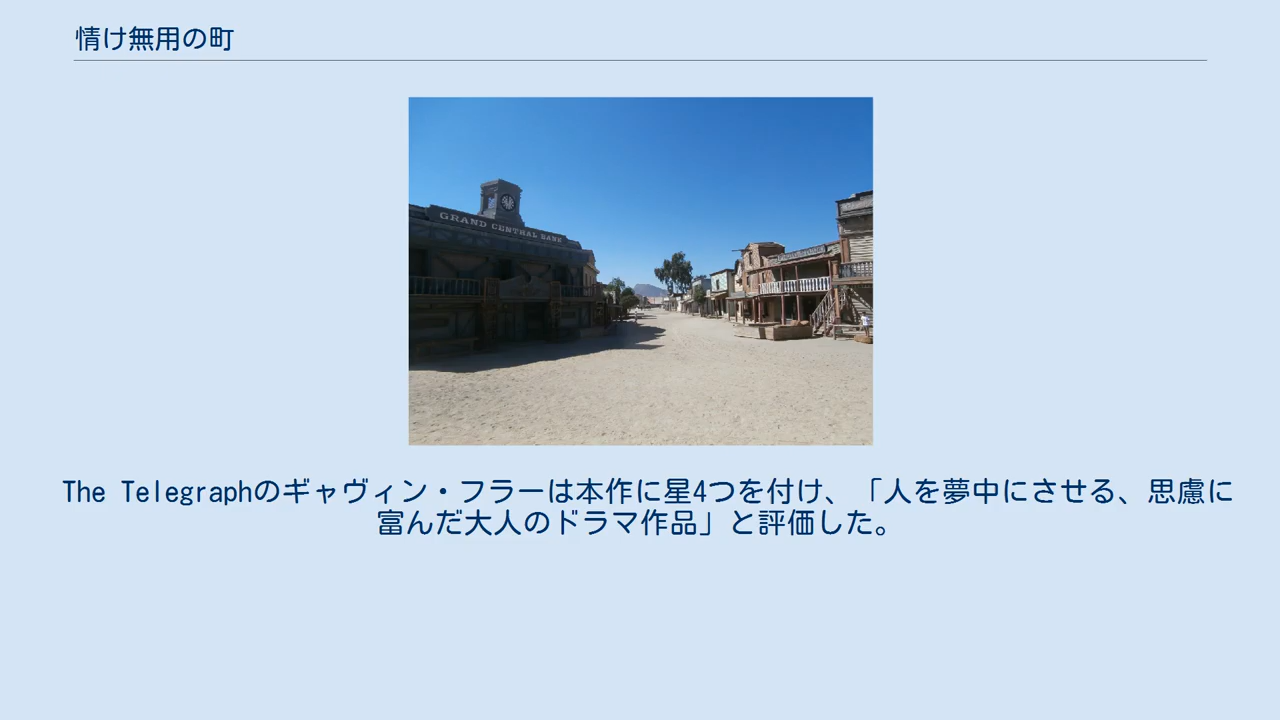 情け無用の町
GRAND CENTRAL BANK
The Telegraphのギャヴィン・フラーは本作に星4つを付け、「人を夢中にさせる、思慮に
富んだ大人のドラマ作品」と評価した。